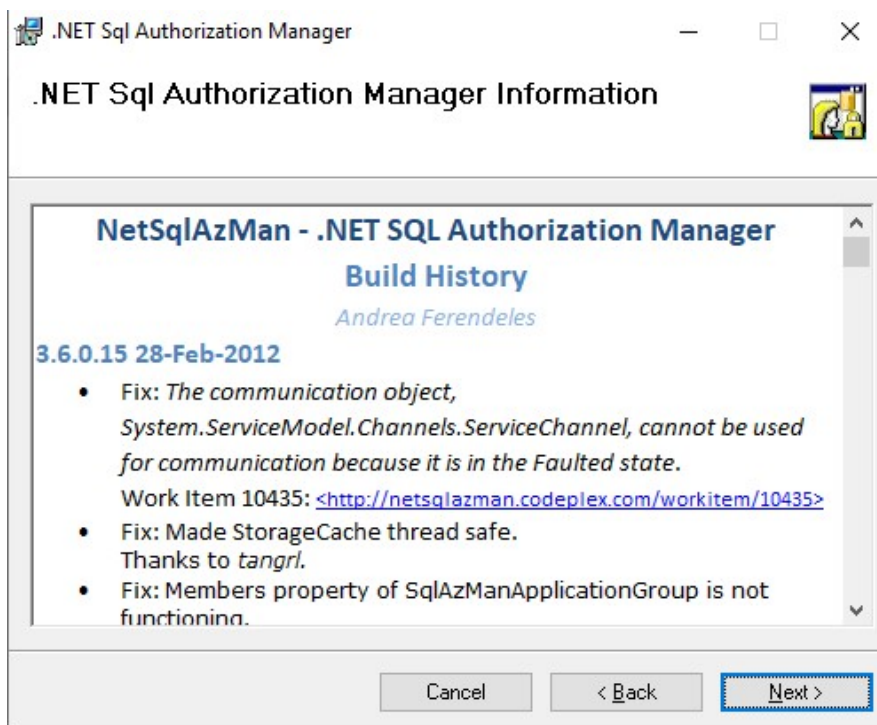 .NET Sql Authorization Manager
.NET Sql Authorization Manager Information
NetSqlAzMan - .NET SQL Authorization Manager
Build History
Andrea Ferendeles
3.6.0.15 28-Feb-2012
• Fix: The communication object,
System.ServiceModel.Channels.ServiceChannel, cannot be used
for communication because it is in the Faulted state.
Work Item 10435: <http://netsqlazman.codeplex.com/workitem/10435>
• Fix: Made StorageCache thread safe.
Thanks to tangrl.
• Fix: Members property of SqlAzManApplicationGroup is not
functioning.
Cancel
< Back
Next >